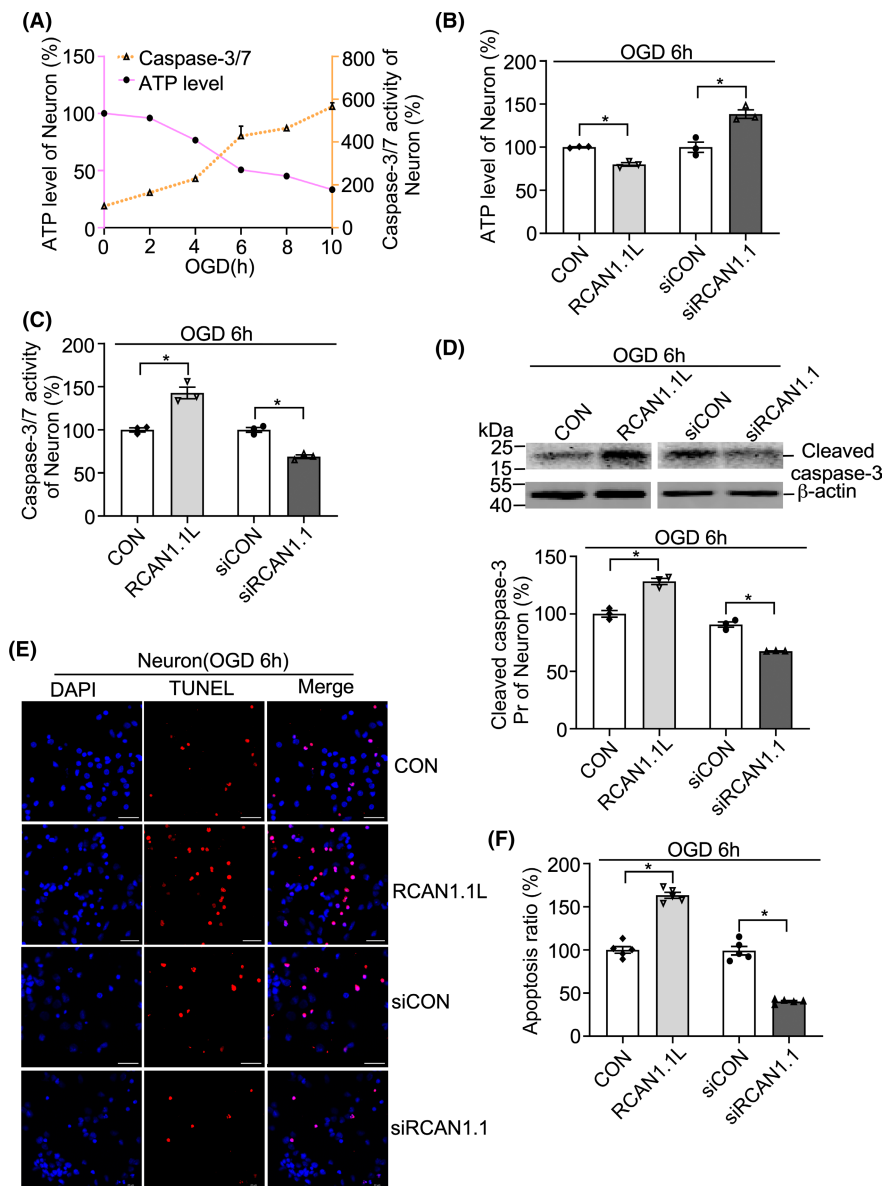 (A)
Caspase-3/7
ATP level
ATP level of Neuron (%)
150
100
50
0
Caspase-3/7 activity of
Neuron (%)
800
600
400
200
0
0 2 4 6 8 10
OGD(h)
(B)
OGD 6h
ATP level of Neuron (%)
200
150
100
50
0
*
*
CON
RCAN1.1L
siCON
siRCAN1.1
(C)
OGD 6h
Caspase-3/7 activity
of Neuron (%)
200
150
100
50
0
*
*
CON
RCAN1.1L
siCON
siRCAN1.1
(D)
OGD 6h
CON
RCAN1.1L
siCON
siRCAN1.1
kDa
25
15
55
40
Cleaved
caspase-3
β-actin
OGD 6h
Cleaved caspase-3
Pr of Neuron (%)
150
100
50
0
*
*
CON
RCAN1.1L
siCON
siRCAN1.1
(E)
Neuron(OGD 6h)
DAPI TUNEL Merge
CON
RCAN1.1L
siCON
siRCAN1.1
(F)
OGD 6h
Apoptosis ratio (%)
200
150
100
50
0
*
*
CON
RCAN1.1L
siCON
siRCAN1.1